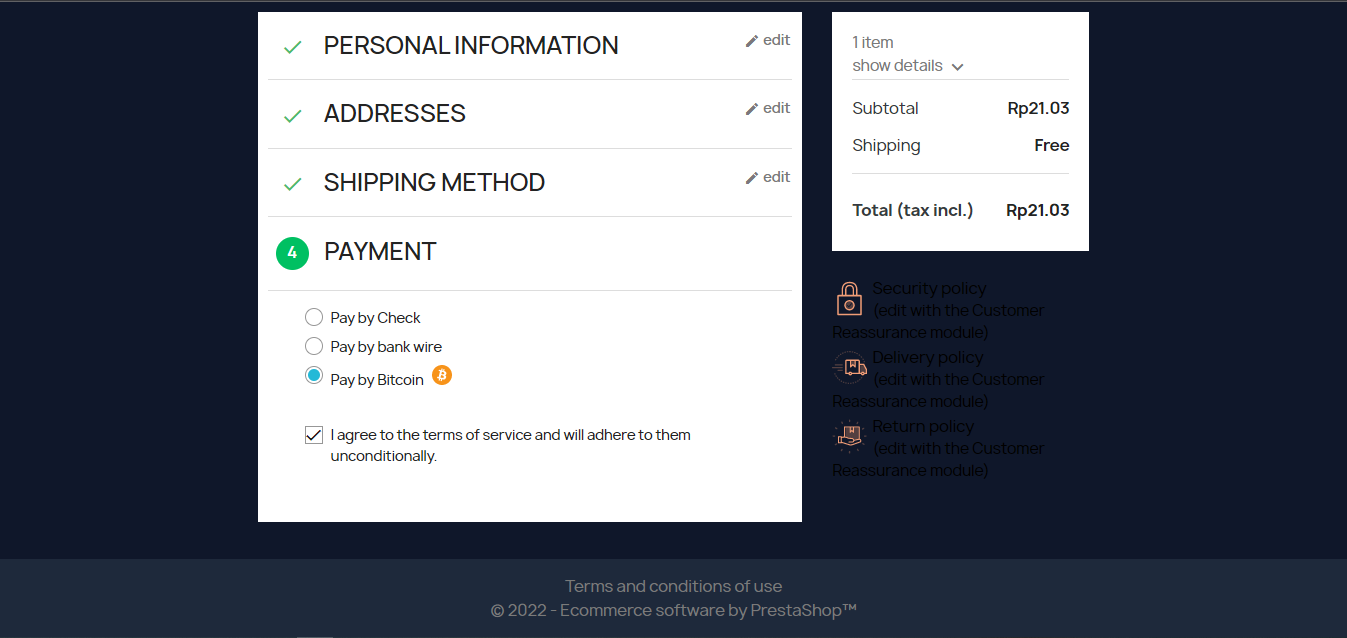 PERSONAL INFORMATION
edit
ADDRESSES
edit
SHIPPING METHOD
edit
4 PAYMENT
Pay by Check
Pay by bank wire
Pay by Bitcoin
I agree to the terms of service and will adhere to them
unconditionally.
1 item
show details
Subtotal Rp21.03
Shipping Free
Total (tax incl.) Rp21.03
Security policy
(edit with the Customer
Reassurance module)
Delivery policy
(edit with the Customer
Reassurance module)
Return policy
(edit with the Customer
Reassurance module)
Terms and conditions of use
© 2022 - Ecommerce software by PrestaShop™